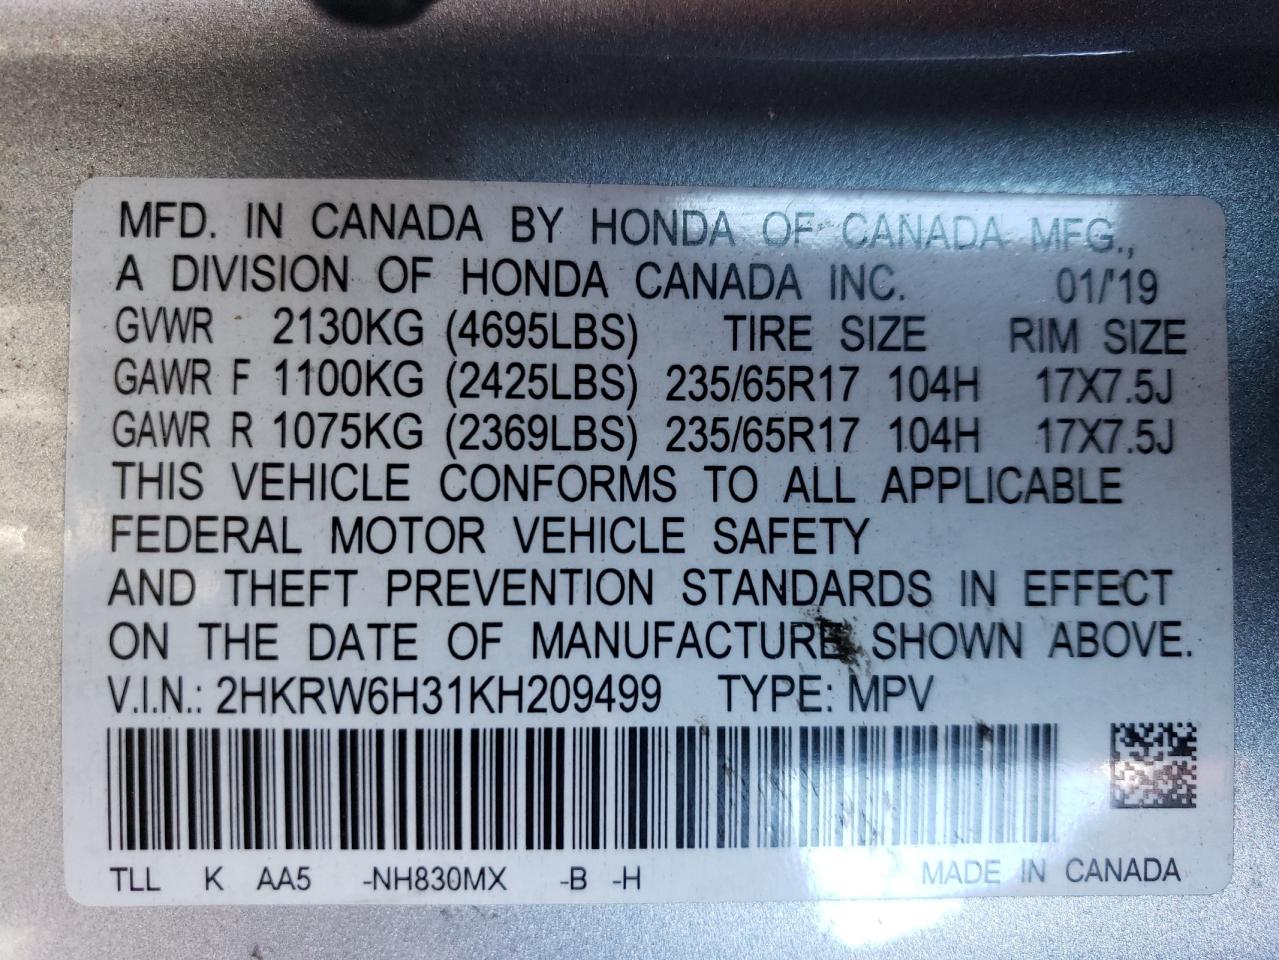 MFD. IN CANADA BY HONDA OF CANADA MFG.,
A DIVISION OF HONDA CANADA INC. 01/'19
GVWR 2130KG (4695LBS) TIRE SIZE RIM SIZE
GAWR F 1100KG (2425LBS) 235/65R17 104H 17X7.5J
GAWR R 1075KG (2369LBS) 235/65R17 104H 17X7.5J
THIS VEHICLE CONFORMS TO ALL APPLICABLE
FEDERAL MOTOR VEHICLE SAFETY
AND THEFT PREVENTION STANDARDS IN EFFECT
ON THE DATE OF MANUFACTURE SHOWN ABOVE.
V.I.N.: 2HKRW6H31KH209499 TYPE: MPV
TLL K AA5 -NH830MX -B -H MADE IN CANADA